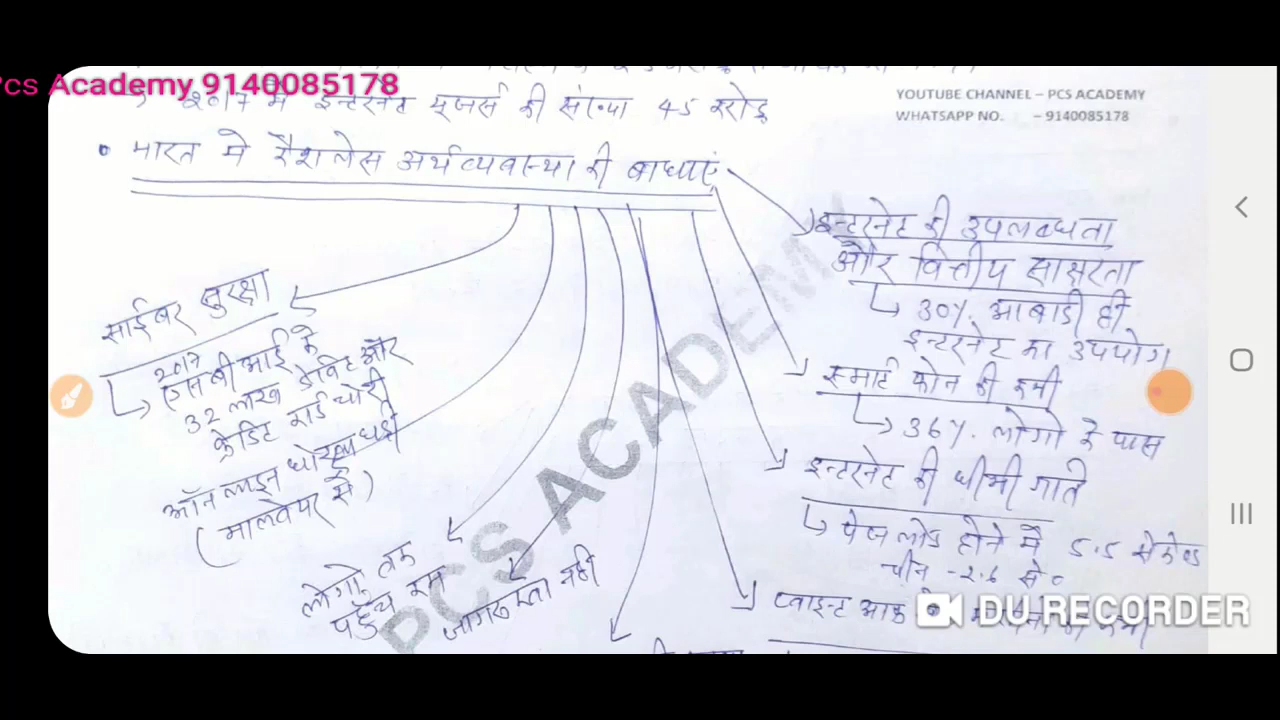 Pcs Academy 9140085178
YOUTUBE CHANNEL – PCS ACADEMY
WHATSAPP NO. – 9140085178
→ 2017 में इन्टरनेट यूजर्स की संख्या 45 करोड़
• भारत मे कैशलेस अर्थव्यवस्था की बाधाएं
इन्टरनेट की उपलब्धता
और वित्तीय साक्षरता
↳ 30% आबादी ही
इन्टरनेट का उपयोग
स्मार्ट फोन की कमी
↳ 36% लोगो के पास
इन्टरनेट की धीमी गति
↳ पेज लोड होने मे 5.5 सेकेण्ड
चीन - 2.6 से०
प्वाइन्ट आफ कमी
साईबर सुरक्षा
↳ 2017
एस बी आई के
32 लाख डेबिट और
क्रेडिट कार्ड चोरी
ऑनलाइन धोखाधड़ी
(मालवेयर से)
लोगो तक
पहुँच कम
जागरूकता नही
PCS ACADEMY
DU RECORDER